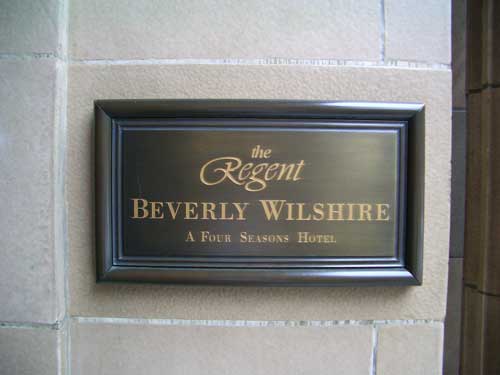 the
Regent
BEVERLY WILSHIRE
A FOUR SEASONS HOTEL